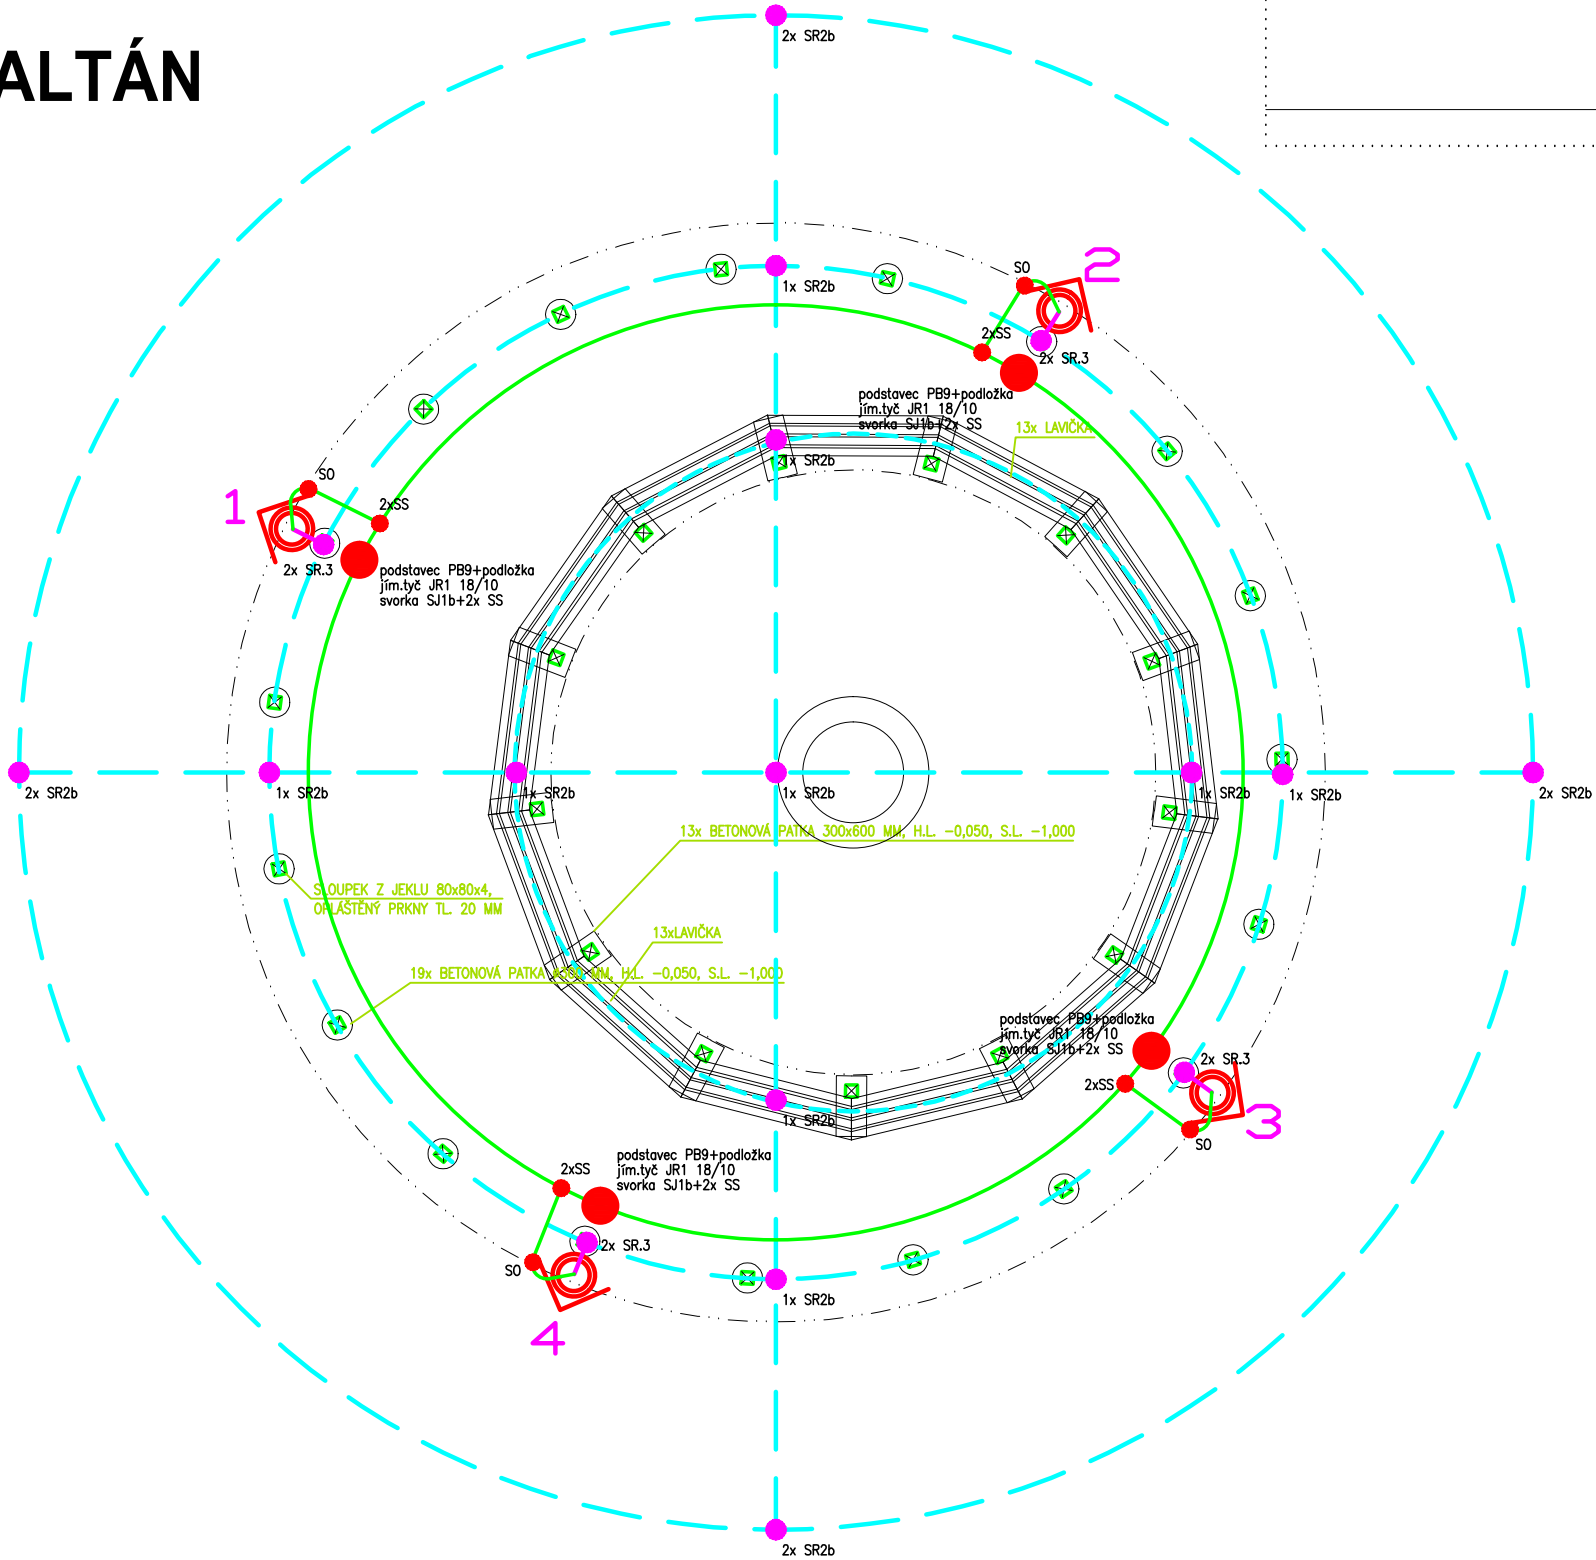 ALTÁN
2x SR2b
SO
2
1x SR2b
2xSS
2x SR.3
podstavec PB9+podložka
jím.tyč JR1 18/10
svorka SJ1b+2x SS
13x LAVIČKA
1x SR2b
SO
1
2xSS
2x SR.3
podstavec PB9+podložka
jím.tyč JR1 18/10
svorka SJ1b+2x SS
2x SR2b
1x SR2b
1x SR2b
1x SR2b
1x SR2b
1x SR2b
2x SR2b
13x BETONOVÁ PATKA 300x600 MM, H.L. -0,050, S.L. -1,000
SLOUPEK Z JEKLU 80x80x4,
OPLÁŠTĚNÝ PRKNY TL. 20 MM
13xLAVIČKA
19x BETONOVÁ PATKA MM, H.L. -0,050, S.L. -1,000
podstavec PB9+podložka
jím.tyč JR1 18/10
svorka SJ1b+2x SS
2x SR.3
2xSS
3
SO
1x SR2b
podstavec PB9+podložka
jím.tyč JR1 18/10
svorka SJ1b+2x SS
2xSS
2x SR.3
SO
1x SR2b
4
2x SR2b